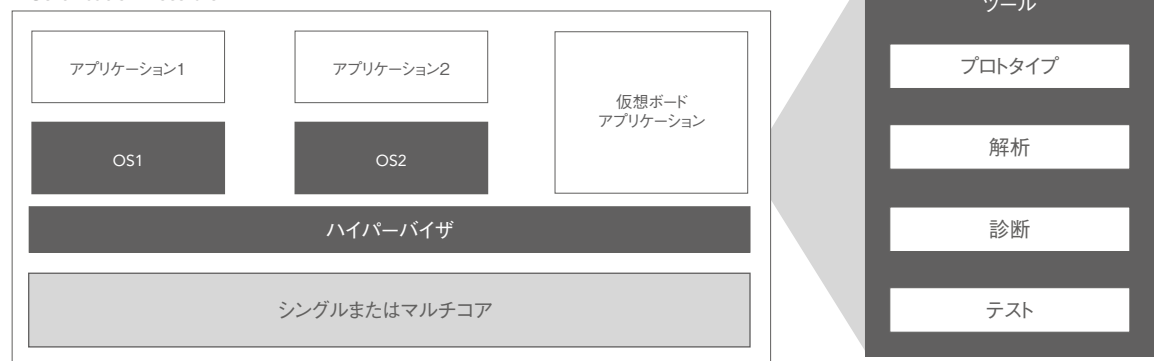 アプリケーション1
アプリケーション2
仮想ボード
アプリケーション
OS1
OS2
ハイパーバイザ
シングルまたはマルチコア
ツール
プロトタイプ
解析
診断
テスト